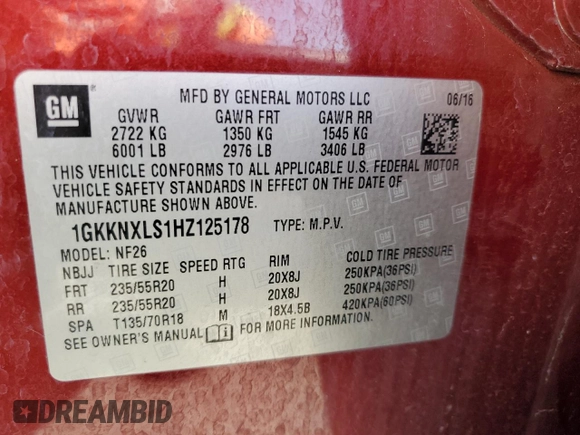 GM
MFD BY GENERAL MOTORS LLC 06/16
GVWR GAWR FRT GAWR RR
2722 KG 1350 KG 1545 KG
6001 LB 2976 LB 3406 LB
THIS VEHICLE CONFORMS TO ALL APPLICABLE U.S. FEDERAL MOTOR
VEHICLE SAFETY STANDARDS IN EFFECT ON THE DATE OF
MANUFACTURE SHOWN ABOVE.
1GKKNXLS1HZ125178 TYPE: M.P.V.
MODEL: NF26
NBJJ TIRE SIZE SPEED RTG RIM COLD TIRE PRESSURE
FRT 235/55R20 H 20X8J 250KPA(36PSI)
RR 235/55R20 H 20X8J 250KPA(36PSI)
SPA T135/70R18 M 18X4.5B 420KPA(60PSI)
SEE OWNER'S MANUAL FOR MORE INFORMATION.
DREAMBID